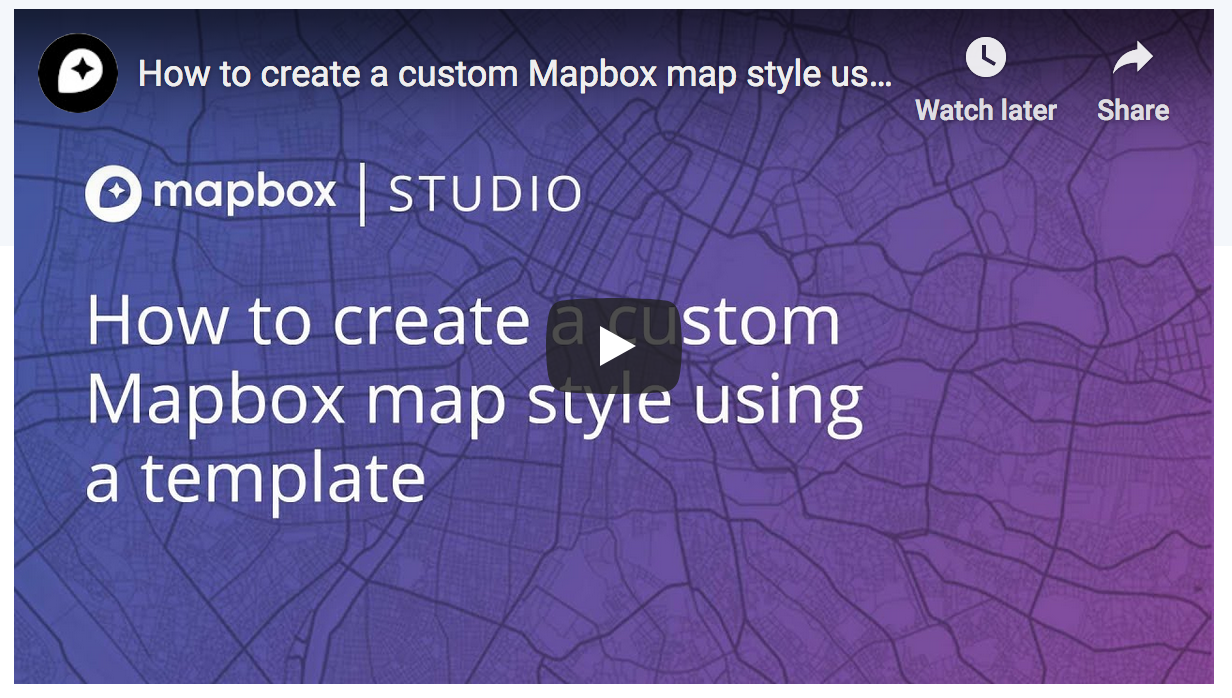 How to create a custom Mapbox map style us...
Watch later
Share
mapbox | STUDIO
How to create a custom
Mapbox map style using
a template